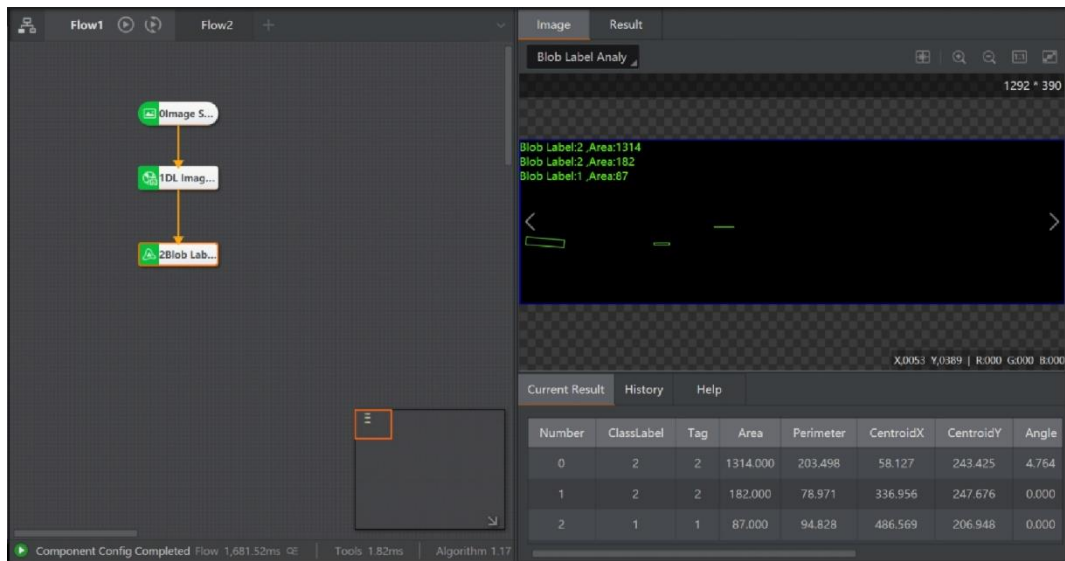 Flow1 Flow2
0Image S...
1DL Imag...
2Blob Lab...
Component Config Completed Flow 1,681.52ms Tools 1.82ms Algorithm 1.17
Image Result
Blob Label Analy
1:1
1292 * 390
Blob Label:2 ,Area:1314
Blob Label:2 ,Area:182
Blob Label:1 ,Area:87
X,0053 Y,0389 | R:000 G:000 B:000
Current Result History Help
Number ClassLabel Tag Area Perimeter CentroidX CentroidY Angle
0 2 2 1314.000 203.498 58.127 243.425 4.764
1 2 2 182.000 78.971 336.956 247.676 0.000
2 1 1 87.000 94.828 486.569 206.948 0.000